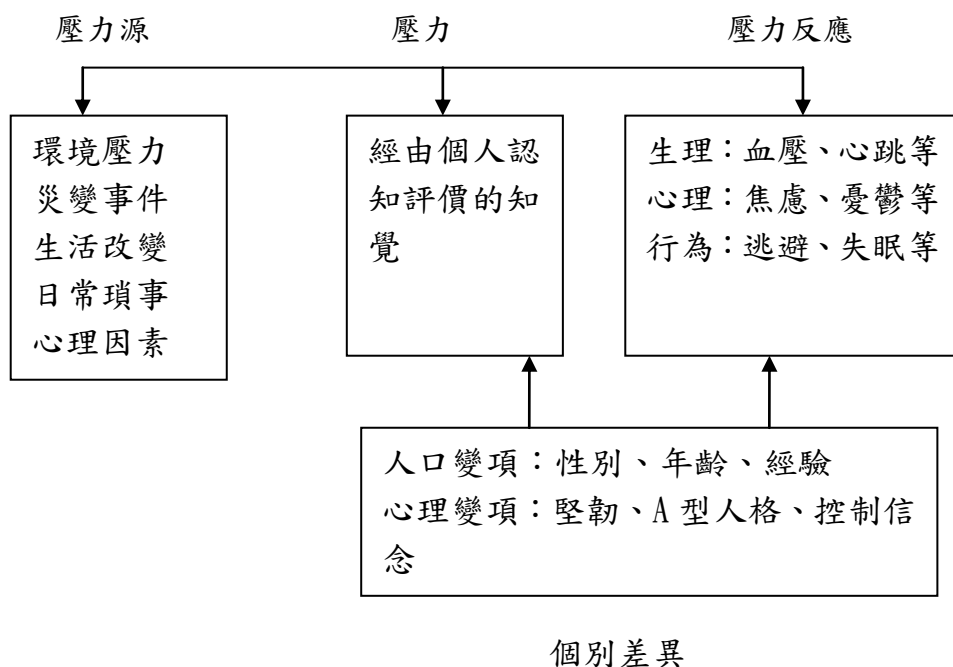 壓力源
壓力
壓力反應
環境壓力
災變事件
生活改變
日常瑣事
心理因素
經由個人認
知評價的知
覺
生理：血壓、心跳等
心理：焦慮、憂鬱等
行為：逃避、失眠等
人口變項：性別、年齡、經驗
心理變項：堅韌、A 型人格、控制信
念
個別差異